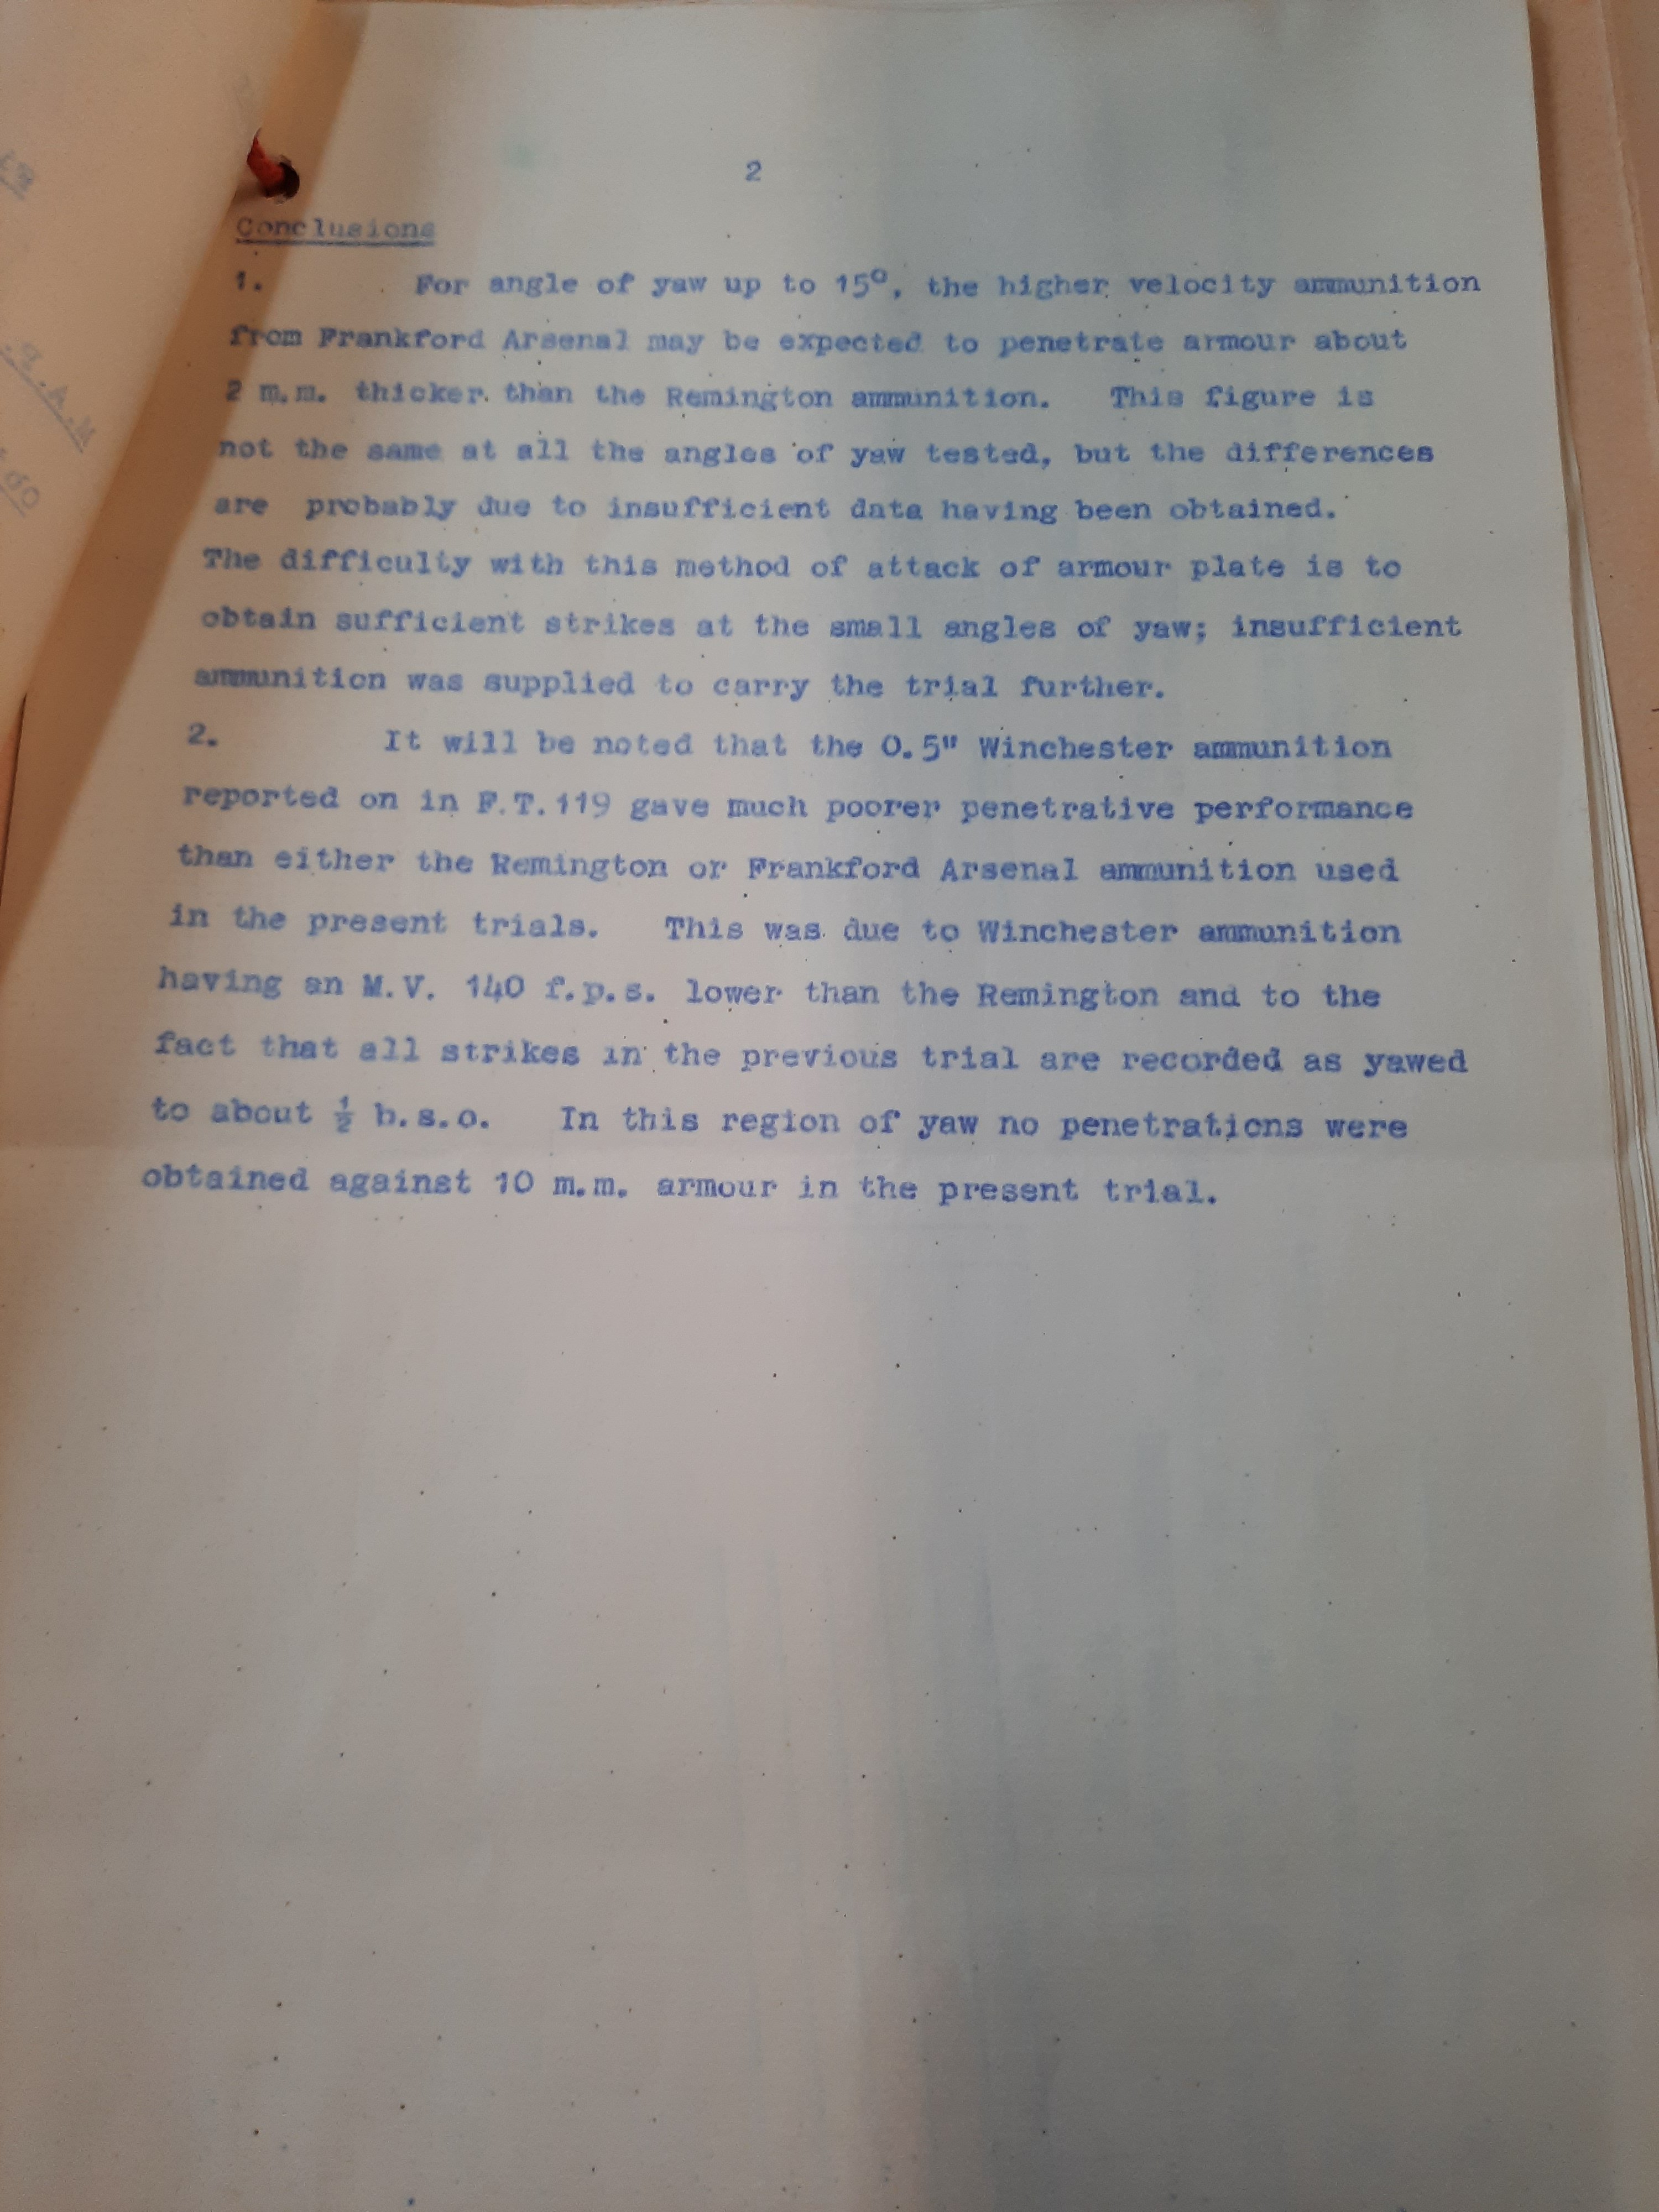 2
Conclusions
1. For angle of yaw up to 15°, the higher velocity ammunition
from Frankford Arsenal may be expected to penetrate armour about
2 m.m. thicker than the Remington ammunition. This figure is
not the same at all the angles of yaw tested, but the differences
are probably due to insufficient data having been obtained.
The difficulty with this method of attack of armour plate is to
obtain sufficient strikes at the small angles of yaw; insufficient
ammunition was supplied to carry the trial further.
2. It will be noted that the 0.5" Winchester ammunition
reported on in F.T.119 gave much poorer penetrative performance
than either the Remington or Frankford Arsenal ammunition used
in the present trials. This was due to Winchester ammunition
having an M.V. 140 f.p.s. lower than the Remington and to the
fact that all strikes in the previous trial are recorded as yawed
to about ½ b.s.o. In this region of yaw no penetrations were
obtained against 10 m.m. armour in the present trial.